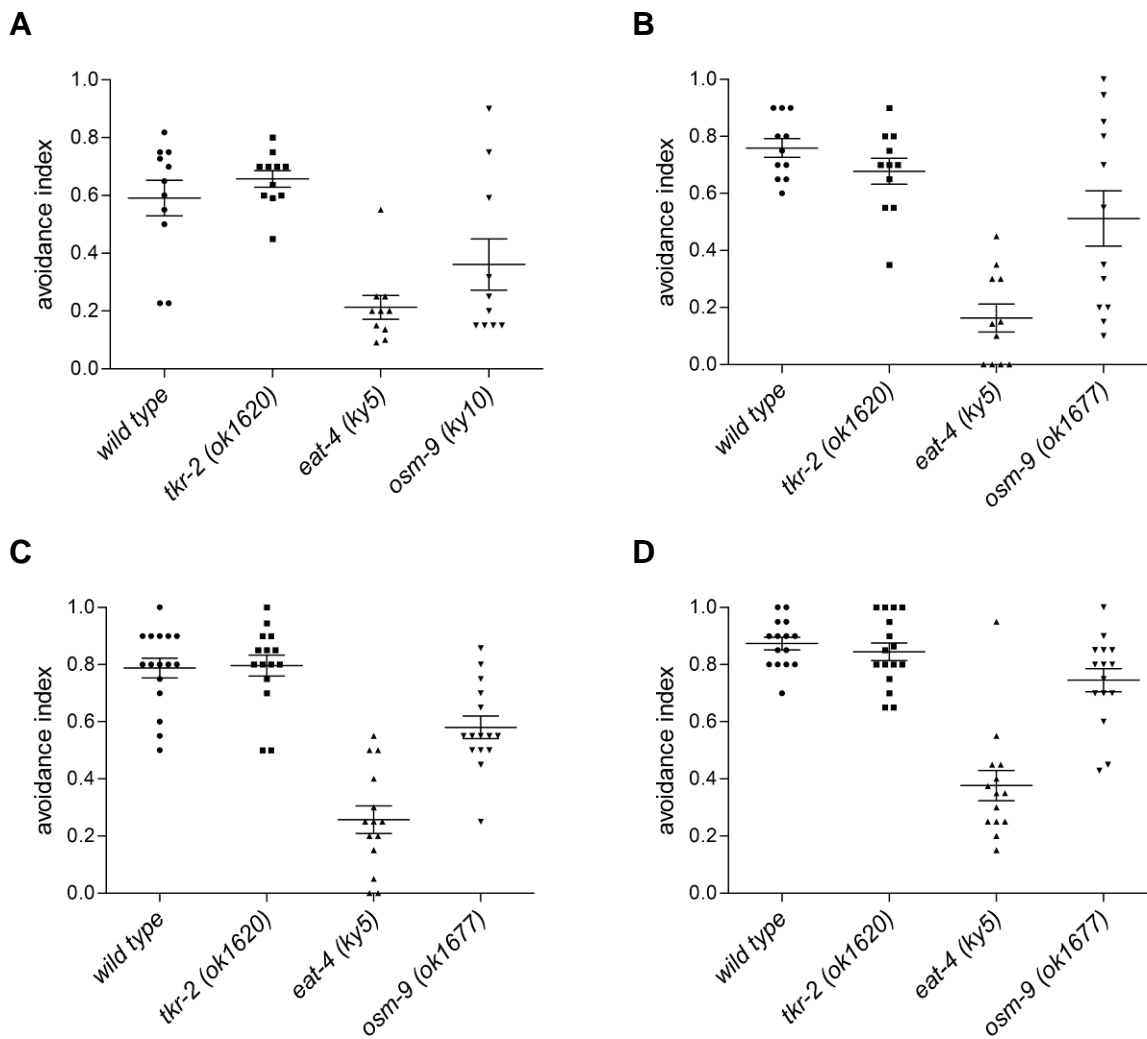 A
avoidance index
1.0
0.8
0.6
0.4
0.2
0.0
wild type
tkr-2 (ok1620)
eat-4 (ky5)
osm-9 (ky10)
B
avoidance index
1.0
0.8
0.6
0.4
0.2
0.0
wild type
tkr-2 (ok1620)
eat-4 (ky5)
osm-9 (ok1677)
C
avoidance index
1.0
0.8
0.6
0.4
0.2
0.0
wild type
tkr-2 (ok1620)
eat-4 (ky5)
osm-9 (ok1677)
D
avoidance index
1.0
0.8
0.6
0.4
0.2
0.0
wild type
tkr-2 (ok1620)
eat-4 (ky5)
osm-9 (ok1677)